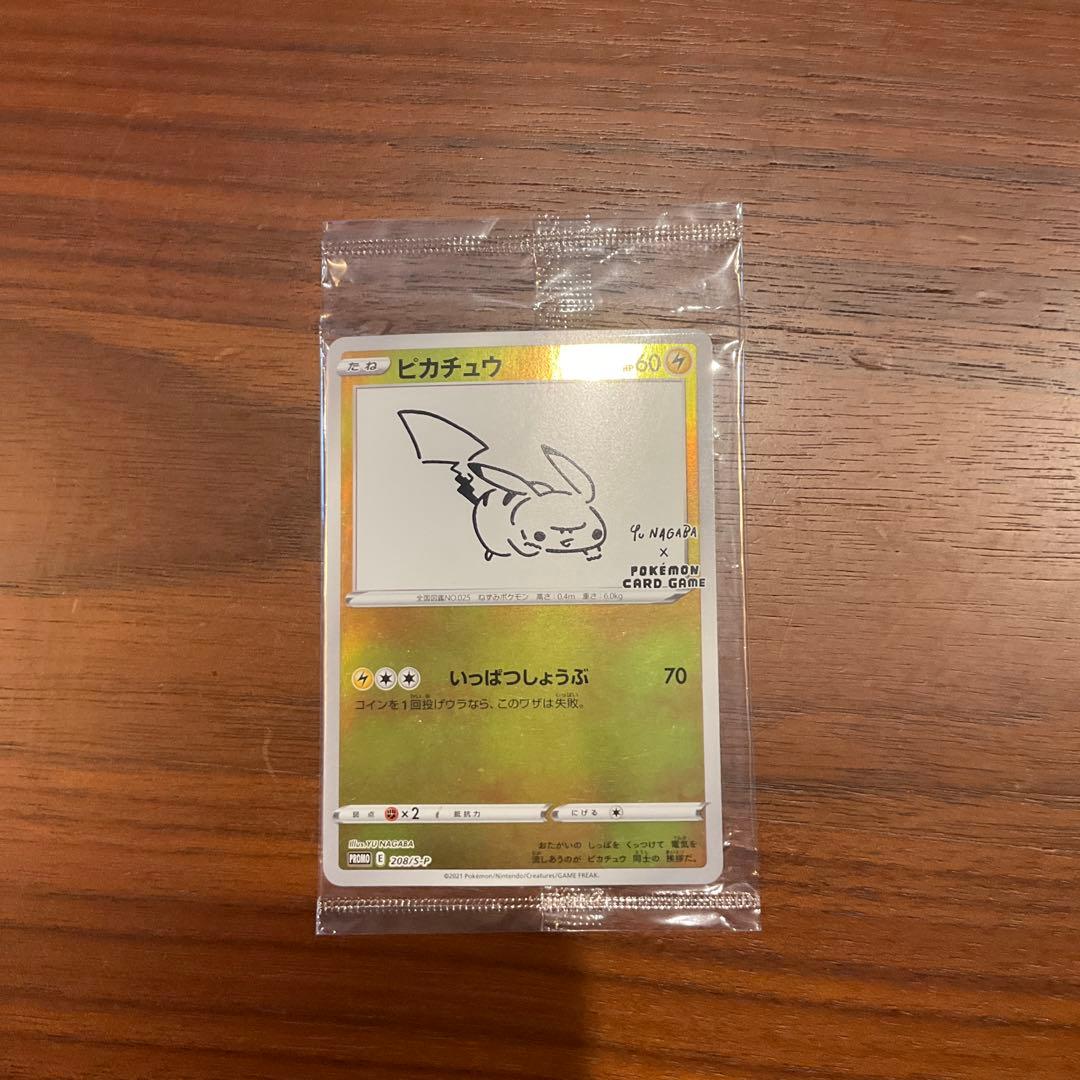 たね ピカチュウ HP60
Yu NAGABA
×
POKÉMON
CARD GAME
全国図鑑NO.025 ねずみポケモン 高さ:0.4m 重さ:6.0kg
いっぱつしょうぶ 70
コインを1回投げウラなら、このワザは失敗。
弱点 ×2 抵抗力 にげる
Illus.YU NAGABA
PROMO E 208/S-P
おたがいの しっぽを くっつけて 電気を
流しあうのが ピカチュウ 同士の 挨拶だ。
©2021 Pokémon/Nintendo/Creatures/GAME FREAK.